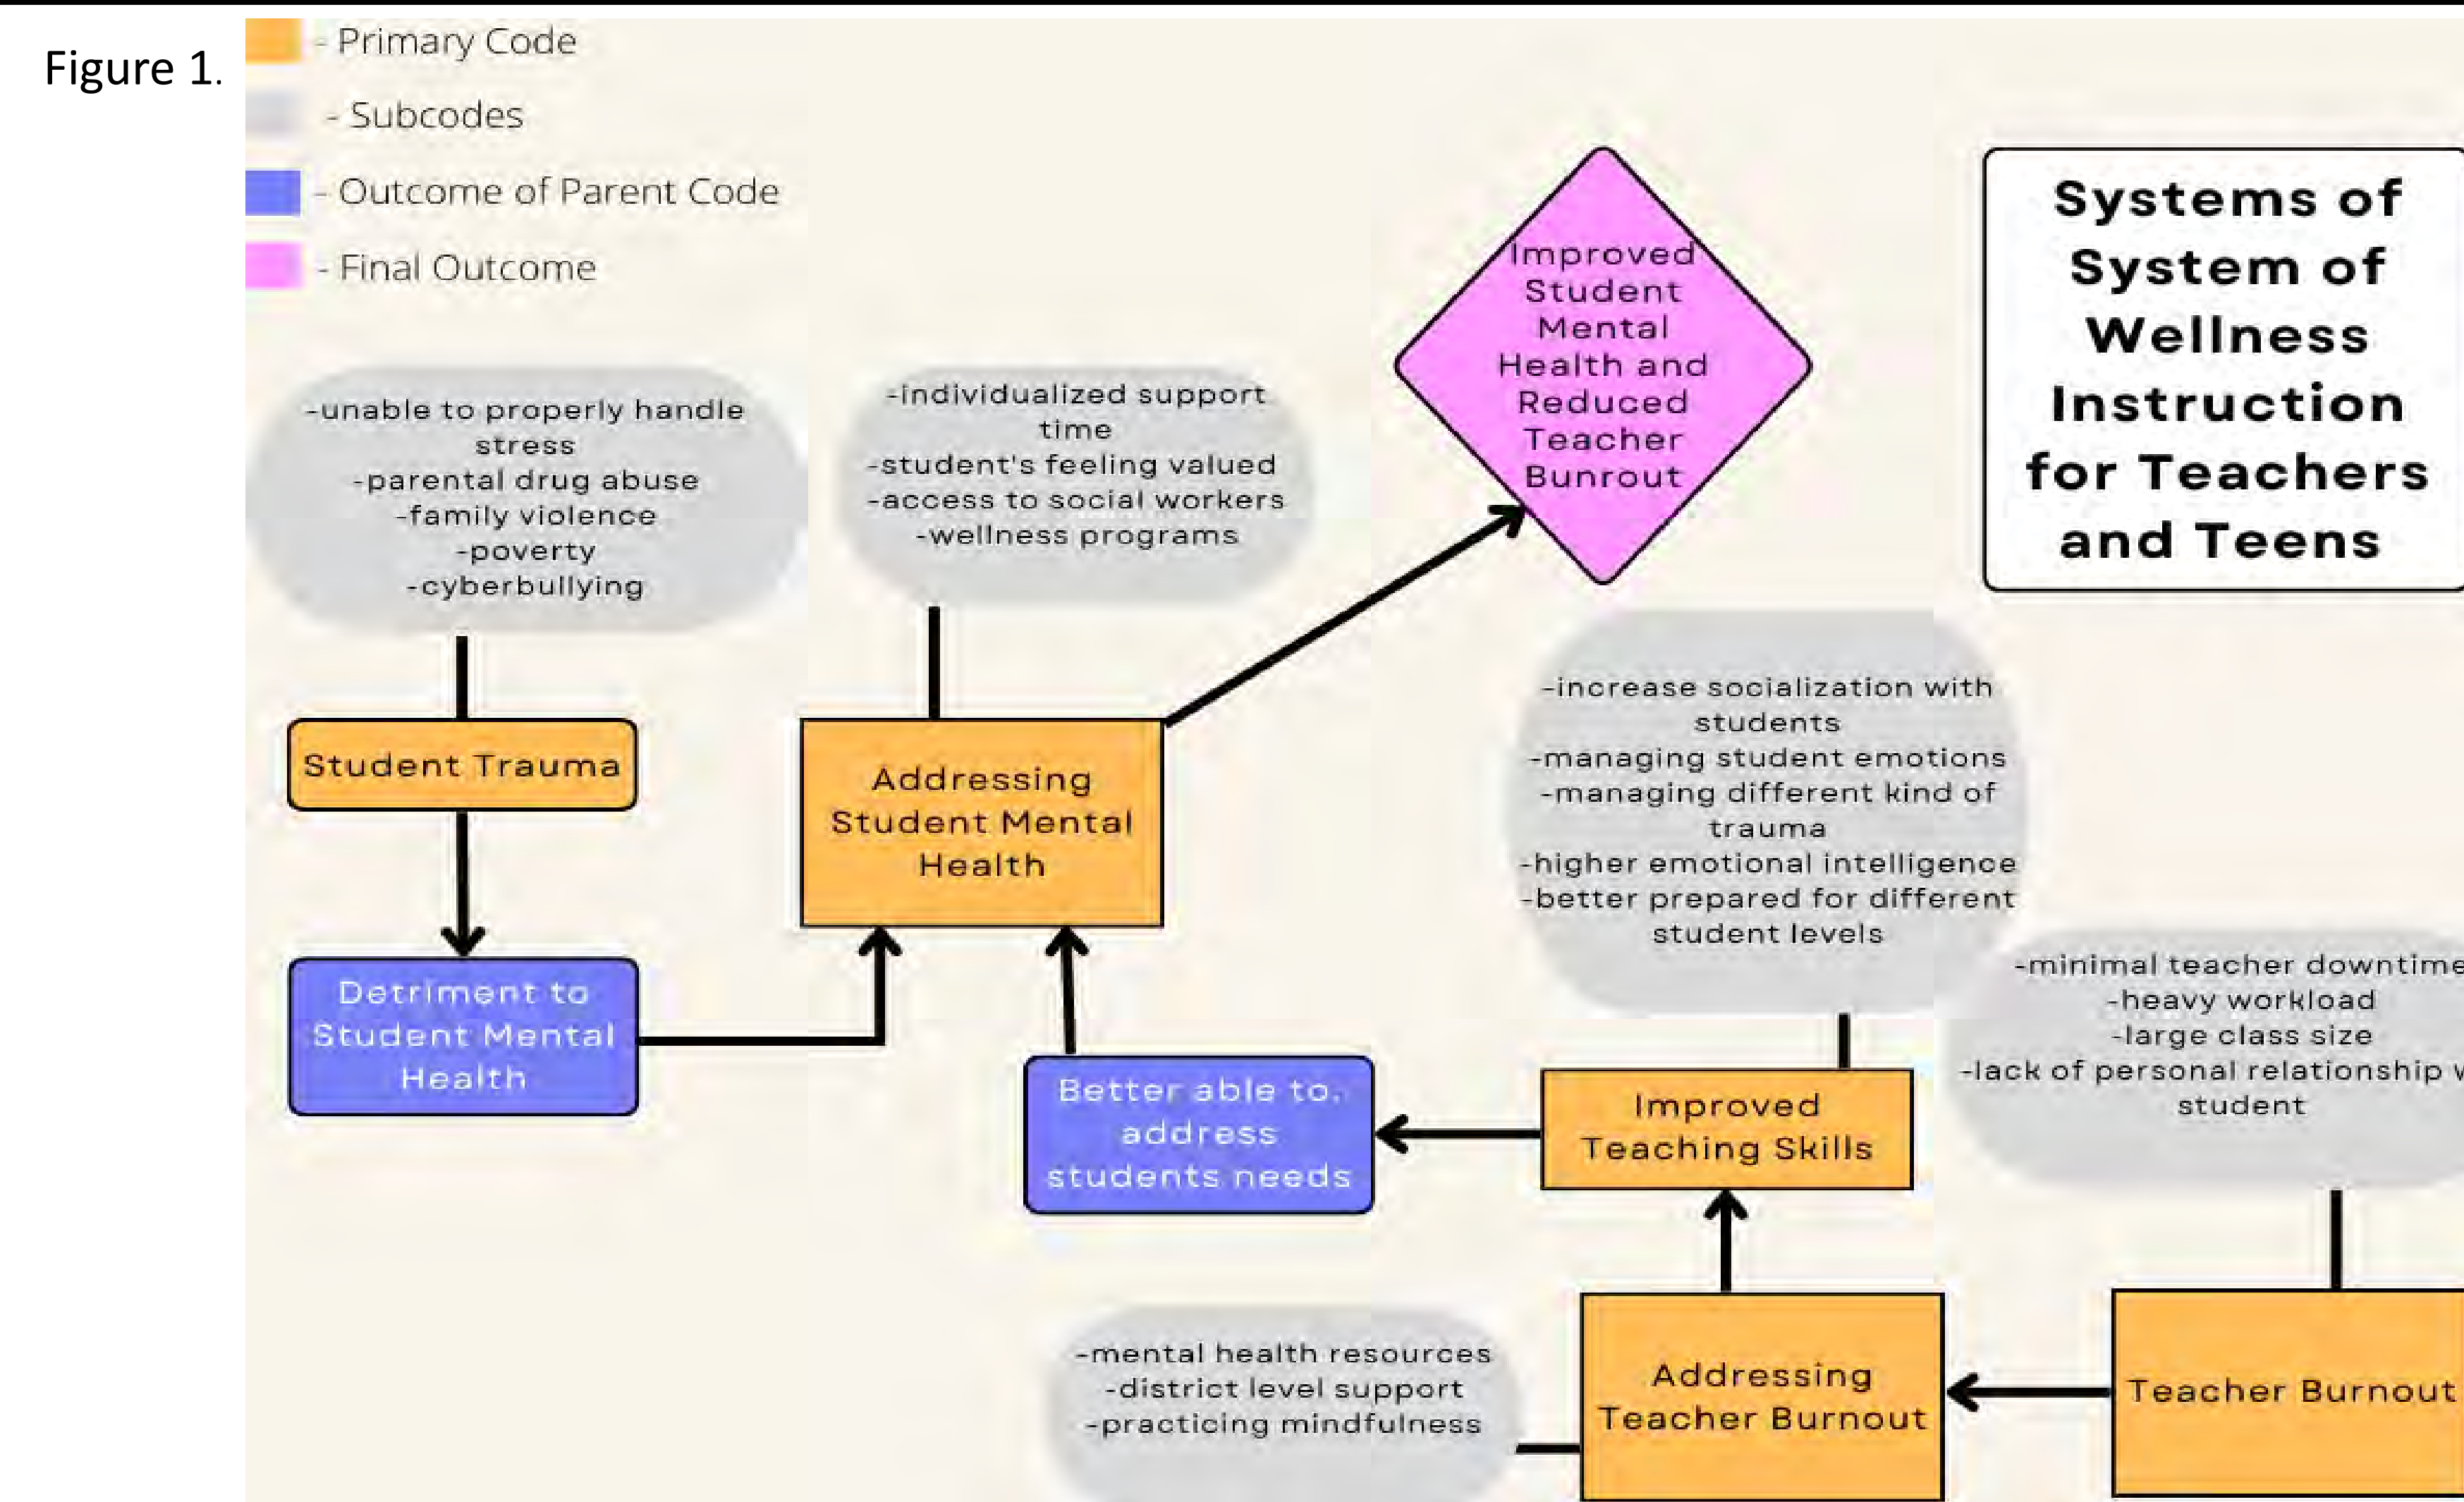 Figure 1.
- Primary Code
- Subcodes
- Outcome of Parent Code
- Final Outcome
Systems of
System of
Wellness
Instruction
for Teachers
and Teens
Improved
Student
Mental
Health and
Reduced
Teacher
Bunrout
-unable to properly handle
stress
-parental drug abuse
-family violence
-poverty
-cyberbullying
-individualized support
time
-student's feeling valued
-access to social workers
-wellness programs
Student Trauma
Addressing
Student Mental
Health
-increase socialization with
students
-managing student emotions
-managing different kind of
trauma
-higher emotional intelligence
-better prepared for different
student levels
Detriment to
Student Mental
Health
-minimal teacher downtime
-heavy workload
-large class size
-lack of personal relationship
student
Better able to.
address
students needs
Improved
Teaching Skills
-mental health resources
-district level support
-practicing mindfulness
Addressing
Teacher Burnout
Teacher Burnout